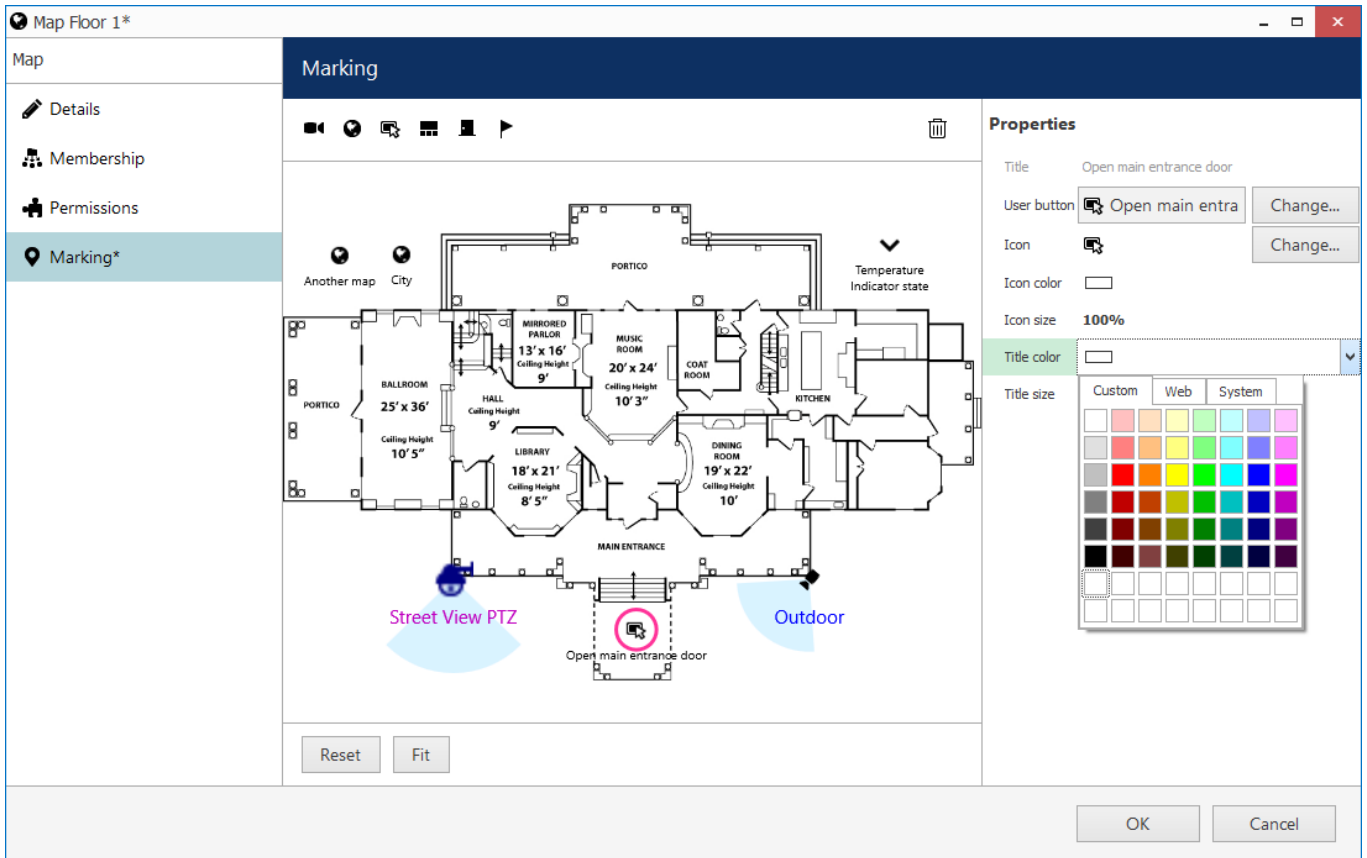 Map Floor 1*
Map
Details
Membership
Permissions
Marking*
Marking
Another map
City
PORTICO
Temperature
Indicator state
MIRRORED
PARLOR
13' x 16'
Ceiling Height
9'
MUSIC
ROOM
20' x 24'
Ceiling Height
10' 3"
COAT
ROOM
KITCHEN
PORTICO
BALLROOM
25' x 36'
Ceiling Height
10' 5"
HALL
Ceiling Height
9'
LIBRARY
18' x 21'
Ceiling Height
8' 5"
DINING
ROOM
19' x 22'
Ceiling Height
10'
MAIN ENTRANCE
Street View PTZ
Outdoor
Open main entrance door
Reset
Fit
Properties
Title Open main entrance door
User button Open main entra Change...
Icon Change...
Icon color
Icon size 100%
Title color
Title size
Custom Web System
OK Cancel